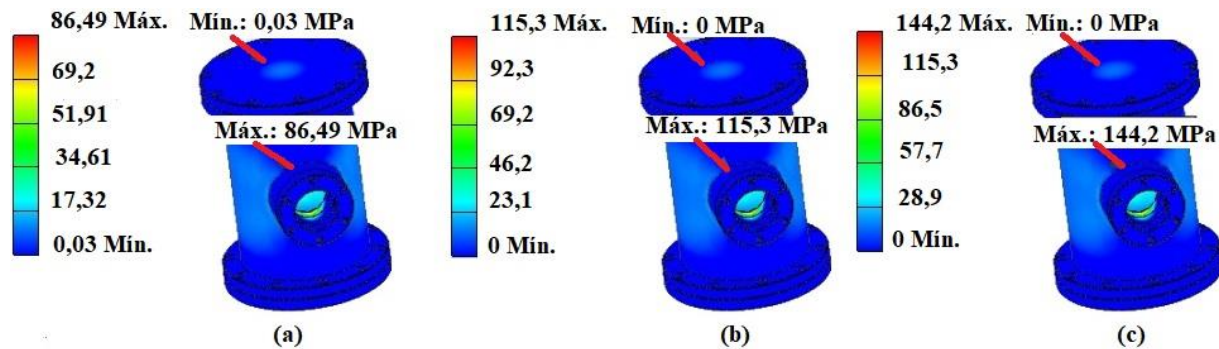 86,49 Máx.
69,2
51,91
34,61
17,32
0,03 Mín.
Mín.: 0,03 MPa
Máx.: 86,49 MPa
(a)
115,3 Máx.
92,3
69,2
46,2
23,1
0 Mín.
Mín.: 0 MPa
Máx.: 115,3 MPa
(b)
144,2 Máx.
115,3
86,5
57,7
28,9
0 Mín.
Mín.: 0 MPa
Máx.: 144,2 MPa
(c)